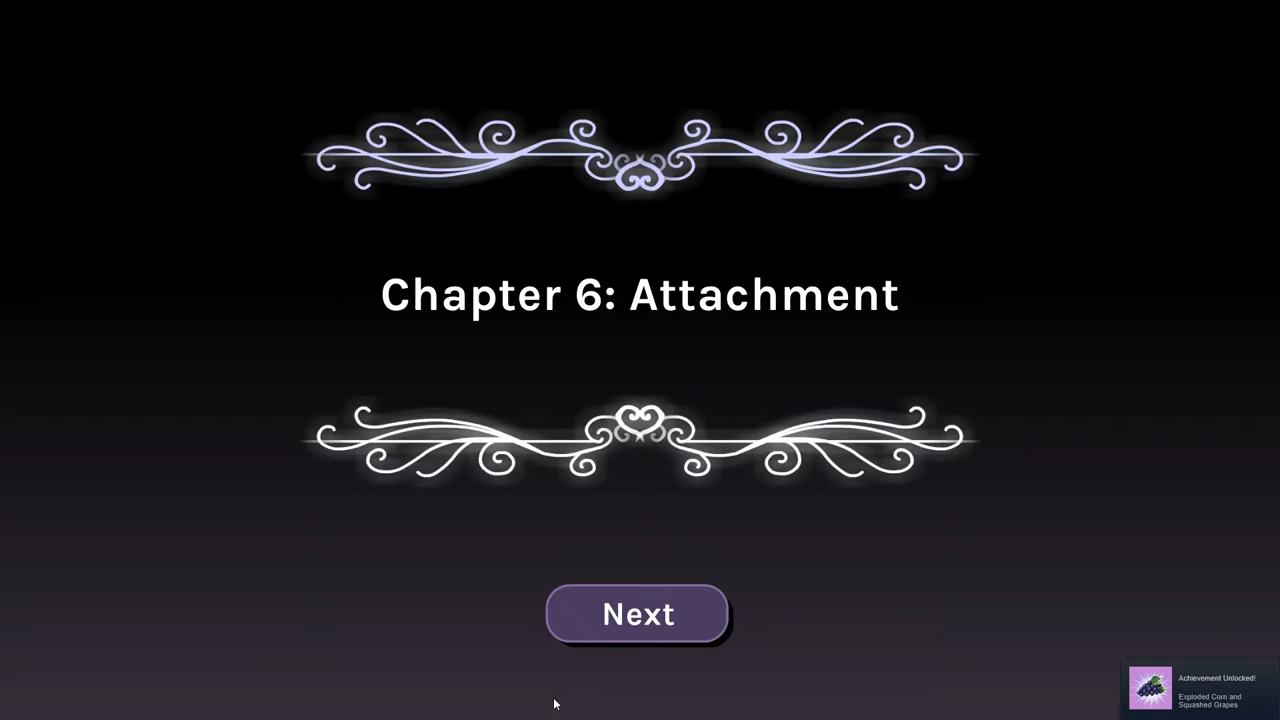 Chapter 6: Attachment
Next
Achievement Unlocked!
Exploded Corn and
Squashed Grapes